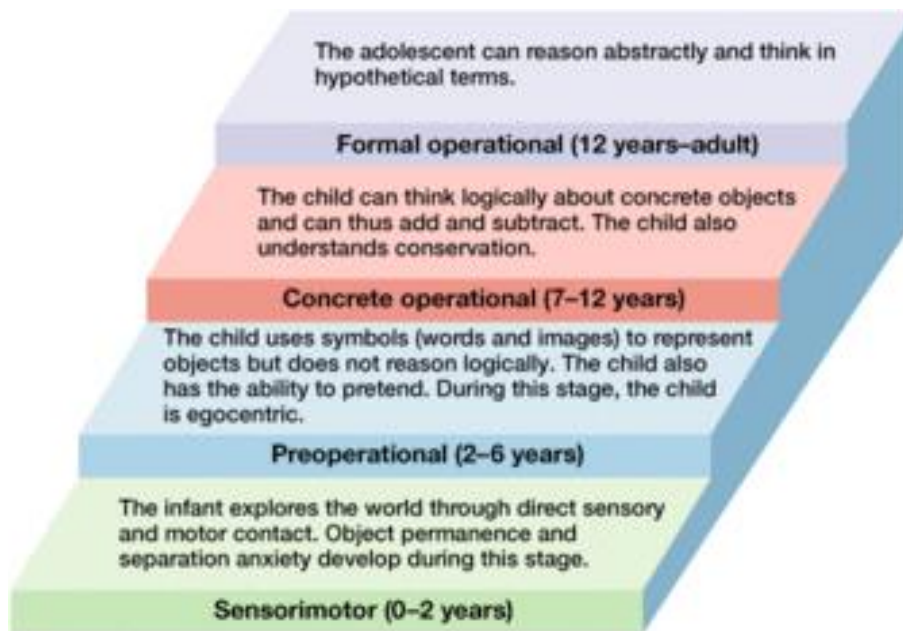 The adolescent can reason abstractly and think in
hypothetical terms.
Formal operational (12 years–adult)
The child can think logically about concrete objects
and can thus add and subtract. The child also
understands conservation.
Concrete operational (7–12 years)
The child uses symbols (words and images) to represent
objects but does not reason logically. The child also
has the ability to pretend. During this stage, the child
is egocentric.
Preoperational (2–6 years)
The infant explores the world through direct sensory
and motor contact. Object permanence and
separation anxiety develop during this stage.
Sensorimotor (0–2 years)